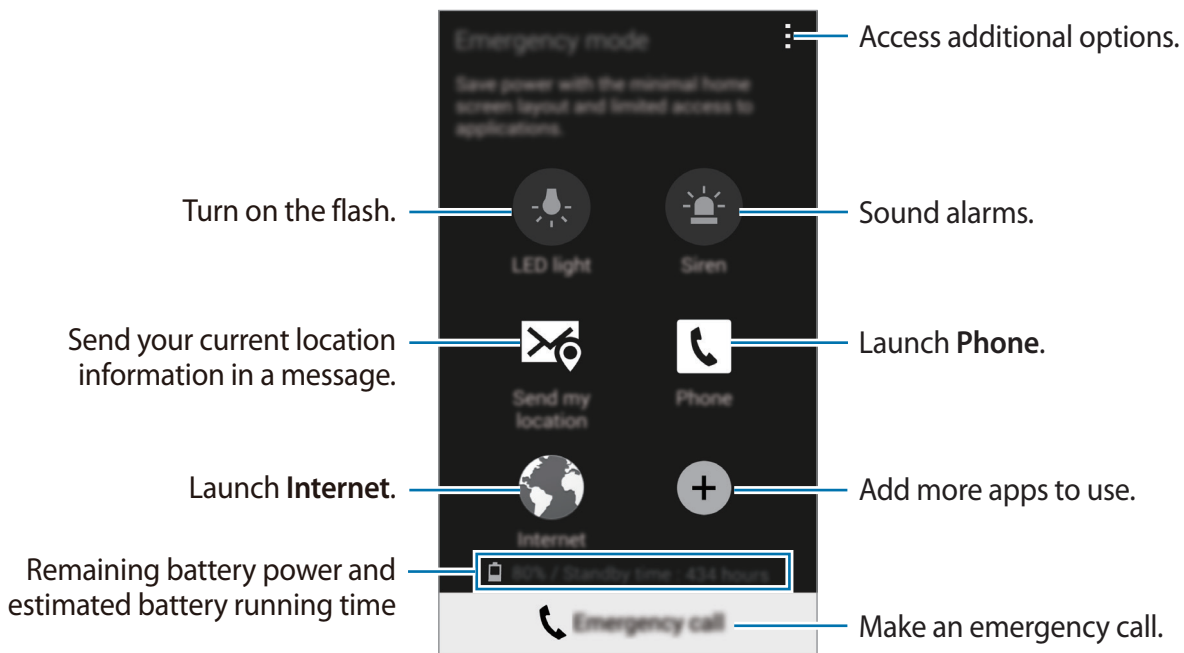 Emergency mode
Access additional options.
Save power with the minimal home
screen layout and limited access to
applications.
Turn on the flash.
Sound alarms.
LED light
Siren
Send your current location
information in a message.
Launch Phone.
Send my
location
Phone
Launch Internet.
Add more apps to use.
Internet
Remaining battery power and
estimated battery running time
80% / Standby time : 434 hours
Emergency call
Make an emergency call.